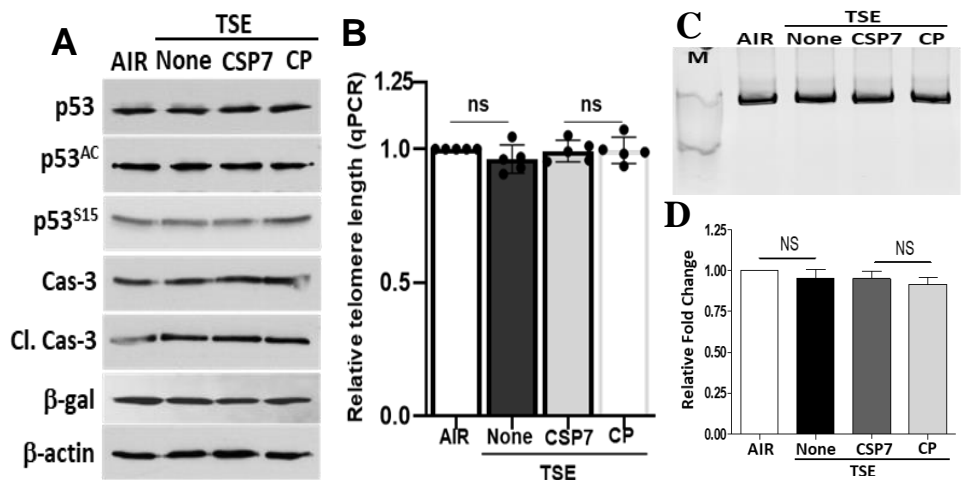 A
TSE
AIR None CSP7 CP
p53
p53ᴬᶜ
p53ˢ¹⁵
Cas-3
Cl. Cas-3
β-gal
β-actin
B
Relative telomere length (qPCR)
1.25
1.0
0.5
0.0
ns
ns
AIR None CSP7 CP
TSE
C
TSE
AIR None CSP7 CP
M
D
Relative Fold Change
1.25
1.00
0.75
0.50
0.25
0.00
NS
NS
AIR None CSP7 CP
TSE